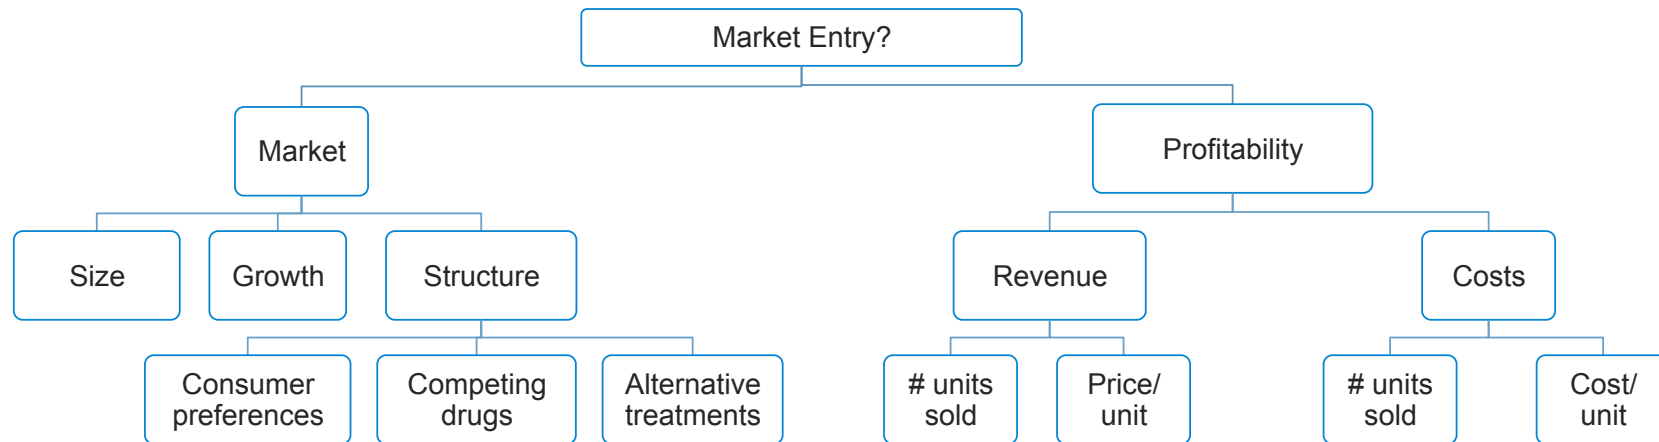 Market Entry?
Market
Profitability
Size
Growth
Structure
Revenue
Costs
Consumer
preferences
Competing
drugs
Alternative
treatments
# units
sold
Price/
unit
# units
sold
Cost/
unit